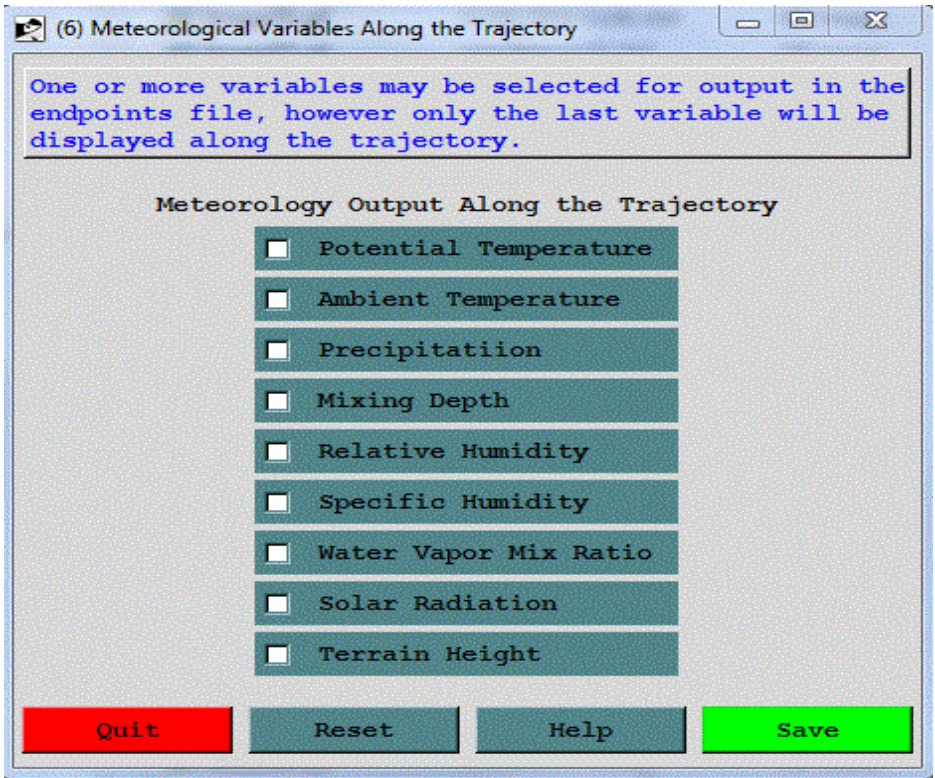 (6) Meteorological Variables Along the Trajectory
One or more variables may be selected for output in the
endpoints file, however only the last variable will be
displayed along the trajectory.
Meteorology Output Along the Trajectory
Potential Temperature
Ambient Temperature
Precipitatiion
Mixing Depth
Relative Humidity
Specific Humidity
Water Vapor Mix Ratio
Solar Radiation
Terrain Height
Quit Reset Help Save